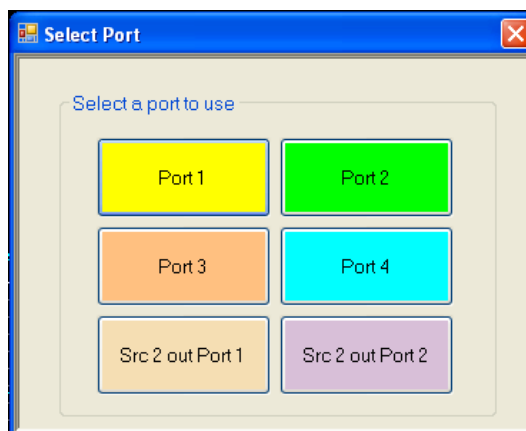 Select Port
Select a port to use
Port 1
Port 2
Port 3
Port 4
Src 2 out Port 1
Src 2 out Port 2